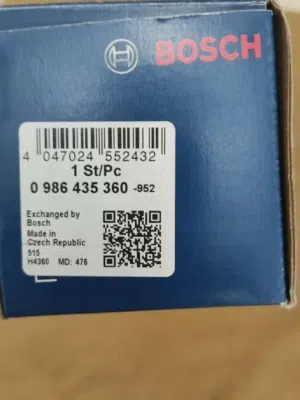 BOSCH
4 047024 552432
1 St/Pc
0 986 435 360 -952
Exchanged by
Bosch
Made in
Czech Republic
515
H4360 MD: 476